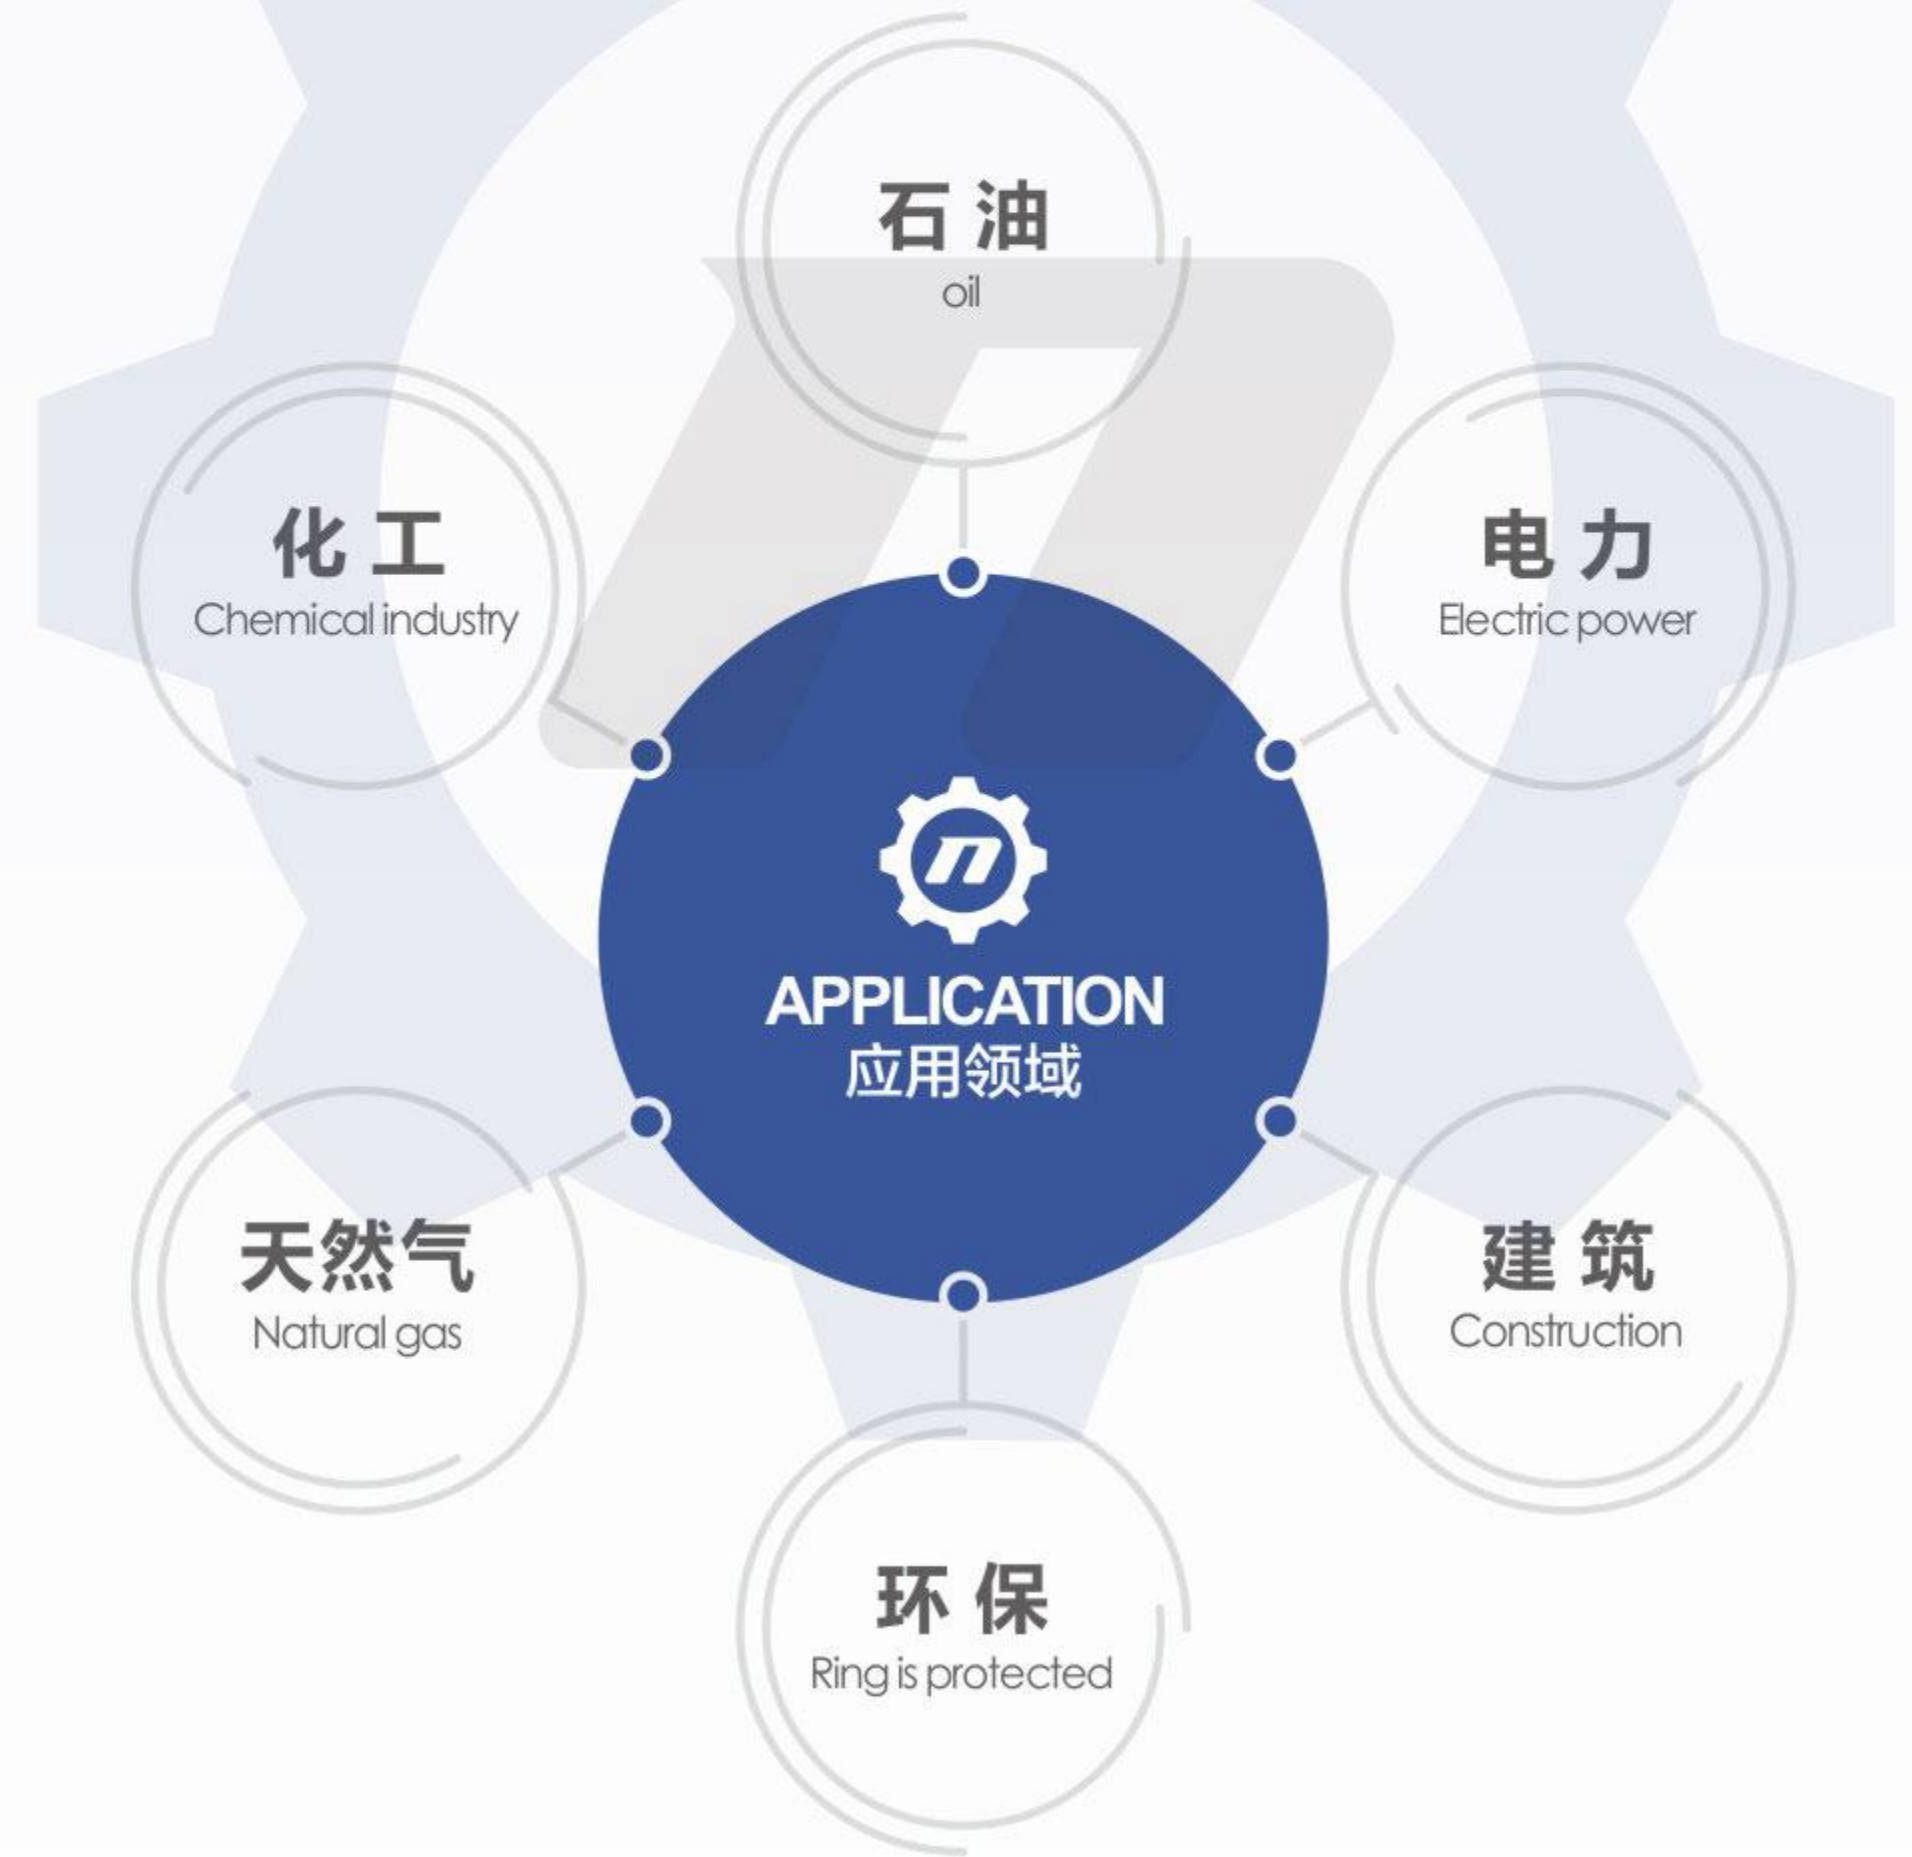 石油
oil
化工
Chemical industry
电力
Electric power
APPLICATION
应用领域
天然气
Natural gas
建筑
Construction
环保
Ring is protected